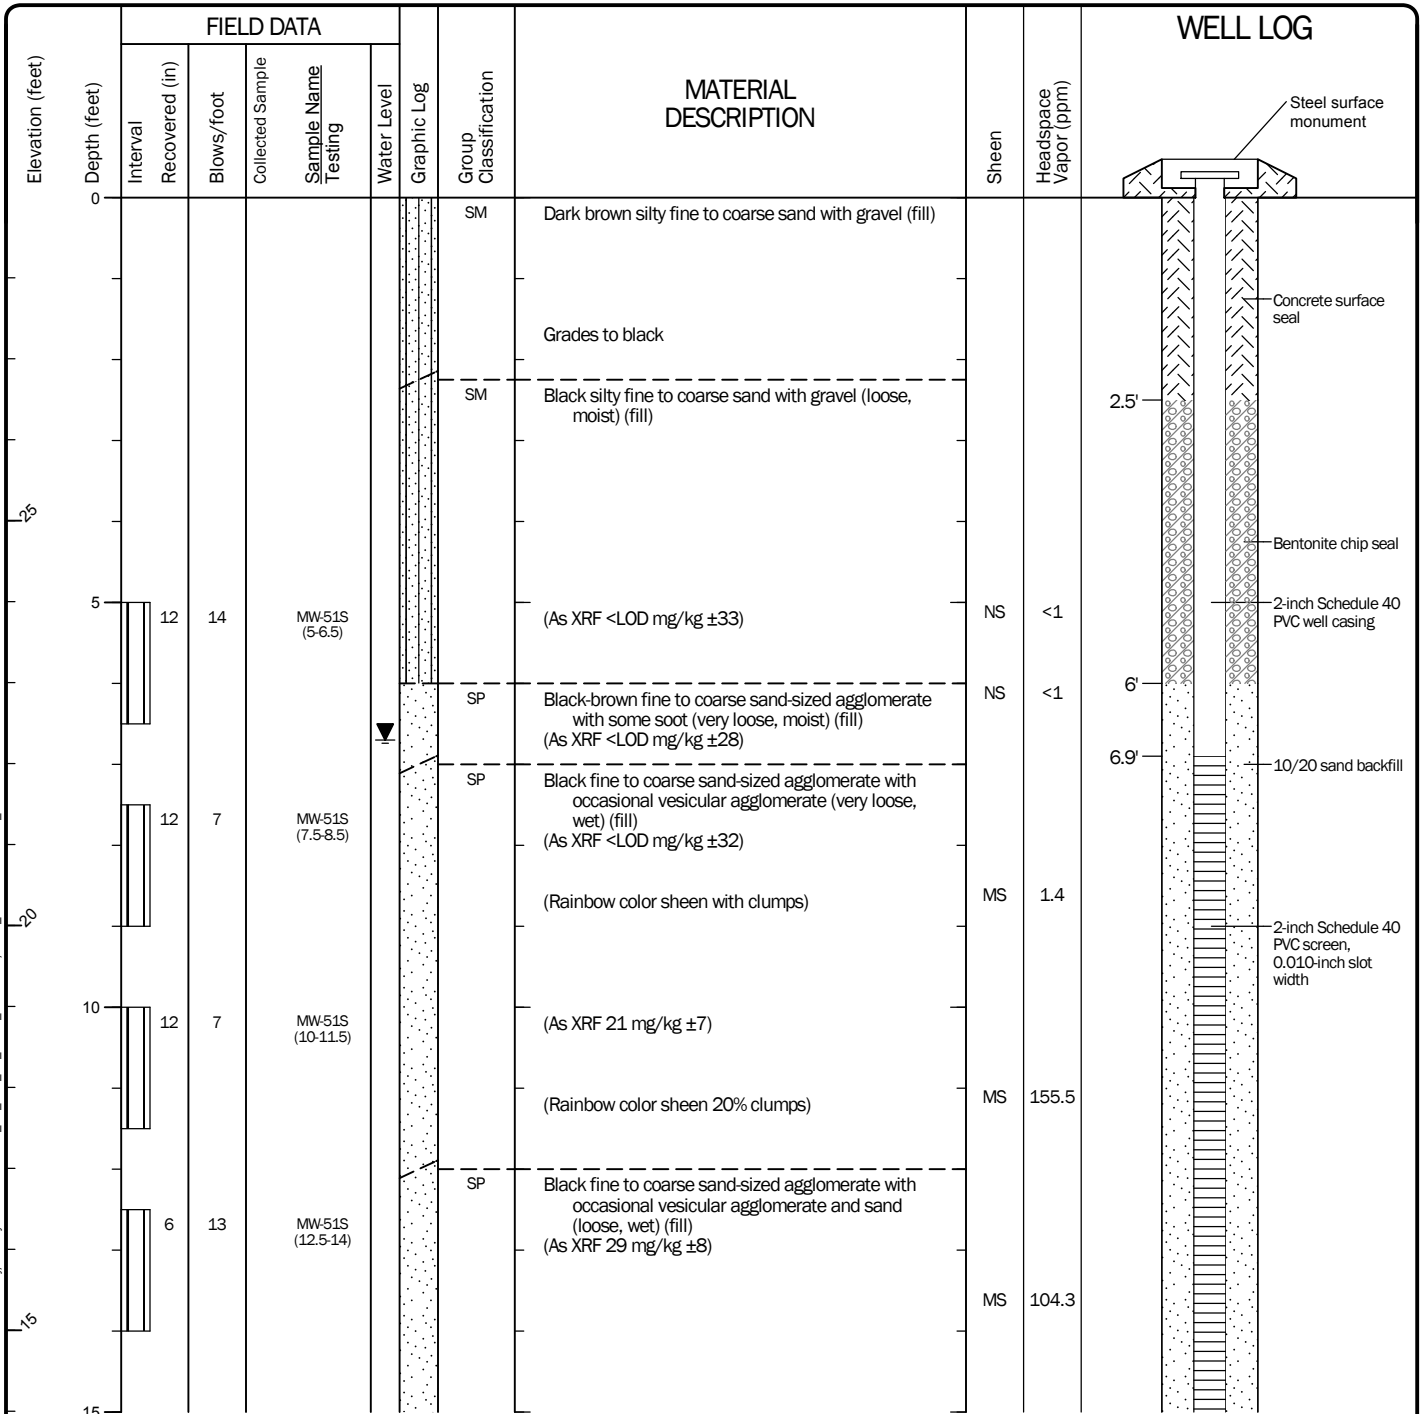 FIELD DATA
WELL LOG
Elevation (feet)
Depth (feet)
Interval
Recovered (in)
Blows/foot
Collected Sample
Sample Name
Testing
Water Level
Graphic Log
Group
Classification
MATERIAL
DESCRIPTION
Sheen
Headspace
Vapor (ppm)
Steel surface
monument
0
SM
Dark brown silty fine to coarse sand with gravel (fill)
Concrete surface
seal
Grades to black
SM
Black silty fine to coarse sand with gravel (loose,
moist) (fill)
2.5'
25
Bentonite chip seal
5
12
14
MW-51S
(5-6.5)
(As XRF <LOD mg/kg ±33)
NS
<1
2-inch Schedule 40
PVC well casing
SP
Black-brown fine to coarse sand-sized agglomerate
with some soot (very loose, moist) (fill)
(As XRF <LOD mg/kg ±28)
NS
<1
6'
6.9'
10/20 sand backfill
SP
Black fine to coarse sand-sized agglomerate with
occasional vesicular agglomerate (very loose,
wet) (fill)
(As XRF <LOD mg/kg ±32)
12
7
MW-51S
(7.5-8.5)
(Rainbow color sheen with clumps)
MS
1.4
20
2-inch Schedule 40
PVC screen,
0.010-inch slot
width
10
12
7
MW-51S
(10-11.5)
(As XRF 21 mg/kg ±7)
(Rainbow color sheen 20% clumps)
MS
155.5
SP
Black fine to coarse sand-sized agglomerate with
occasional vesicular agglomerate and sand
(loose, wet) (fill)
(As XRF 29 mg/kg ±8)
6
13
MW-51S
(12.5-14)
MS
104.3
15
15